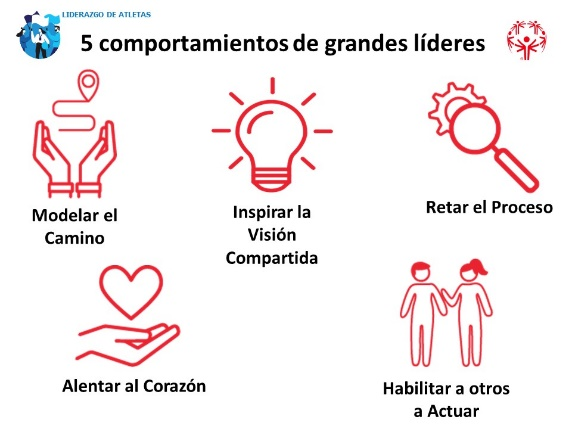 LIDERAZGO DE ATLETAS
5 comportamientos de grandes líderes
Modelar el
Camino
Inspirar la
Visión
Compartida
Retar el Proceso
Alentar al Corazón
Habilitar a otros
a Actuar